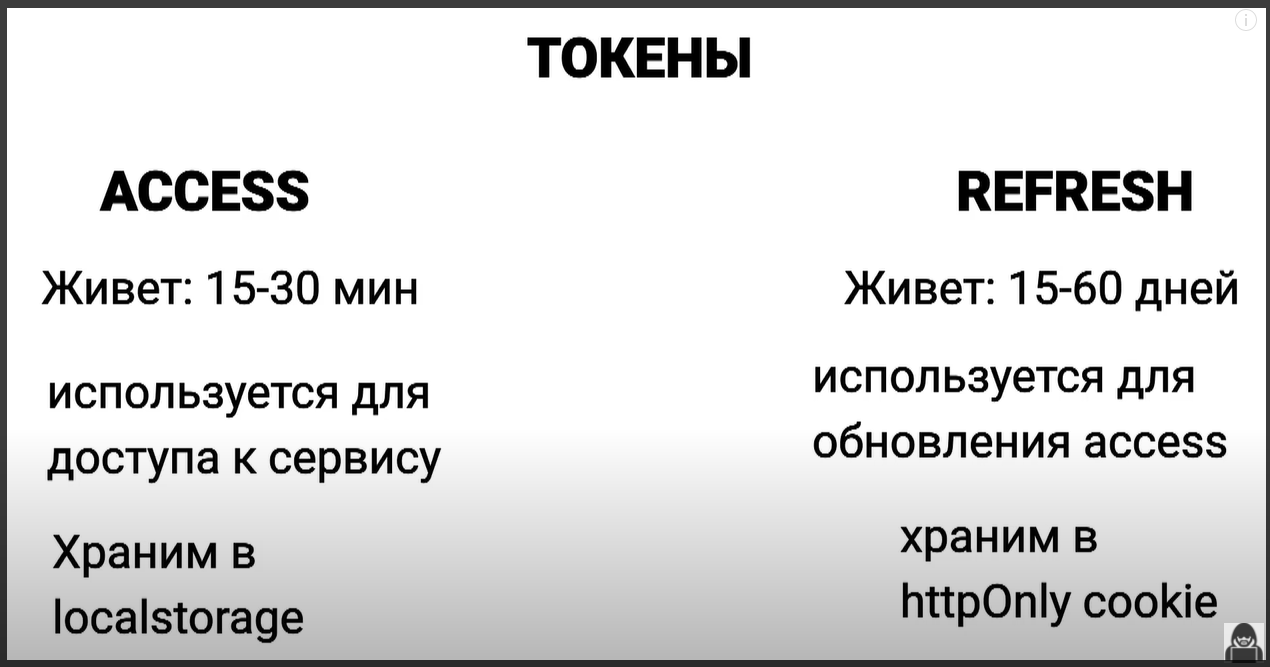 ТОКЕНЫ
ACCESS
Живет: 15-30 мин
используется для
доступа к сервису
Храним в
localstorage
REFRESH
Живет: 15-60 дней
используется для
обновления access
храним в
httpOnly cookie